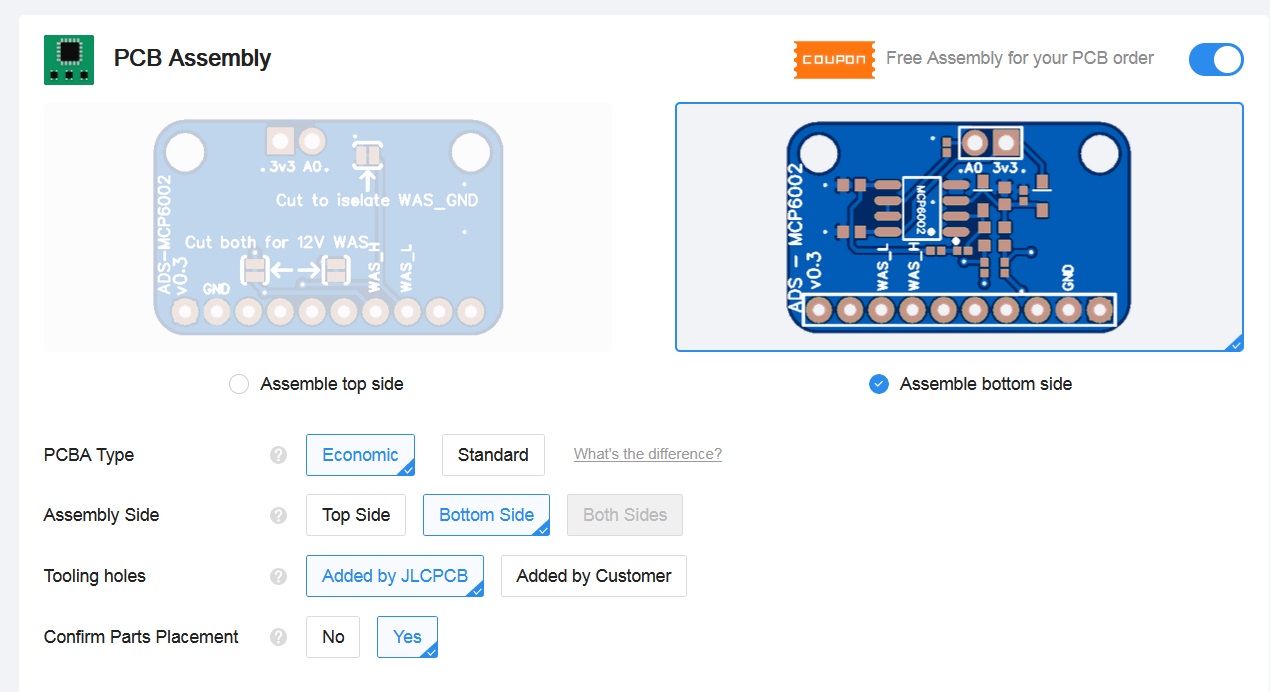 PCB Assembly
COUPON Free Assembly for your PCB order
3v3 A0
Cut to iselate WAS_GND
Cut both for 12V WAS
ADS-MCP6002
v0.3
GND
WAS_H
WAS_L
A0 3v3
MCP6002
ADS - MCP6002
v0.3
WAS_L
WAS_H
GND
Assemble top side
Assemble bottom side
PCBA Type ? Economic Standard What's the difference?
Assembly Side ? Top Side Bottom Side Both Sides
Tooling holes ? Added by JLCPCB Added by Customer
Confirm Parts Placement ? No Yes